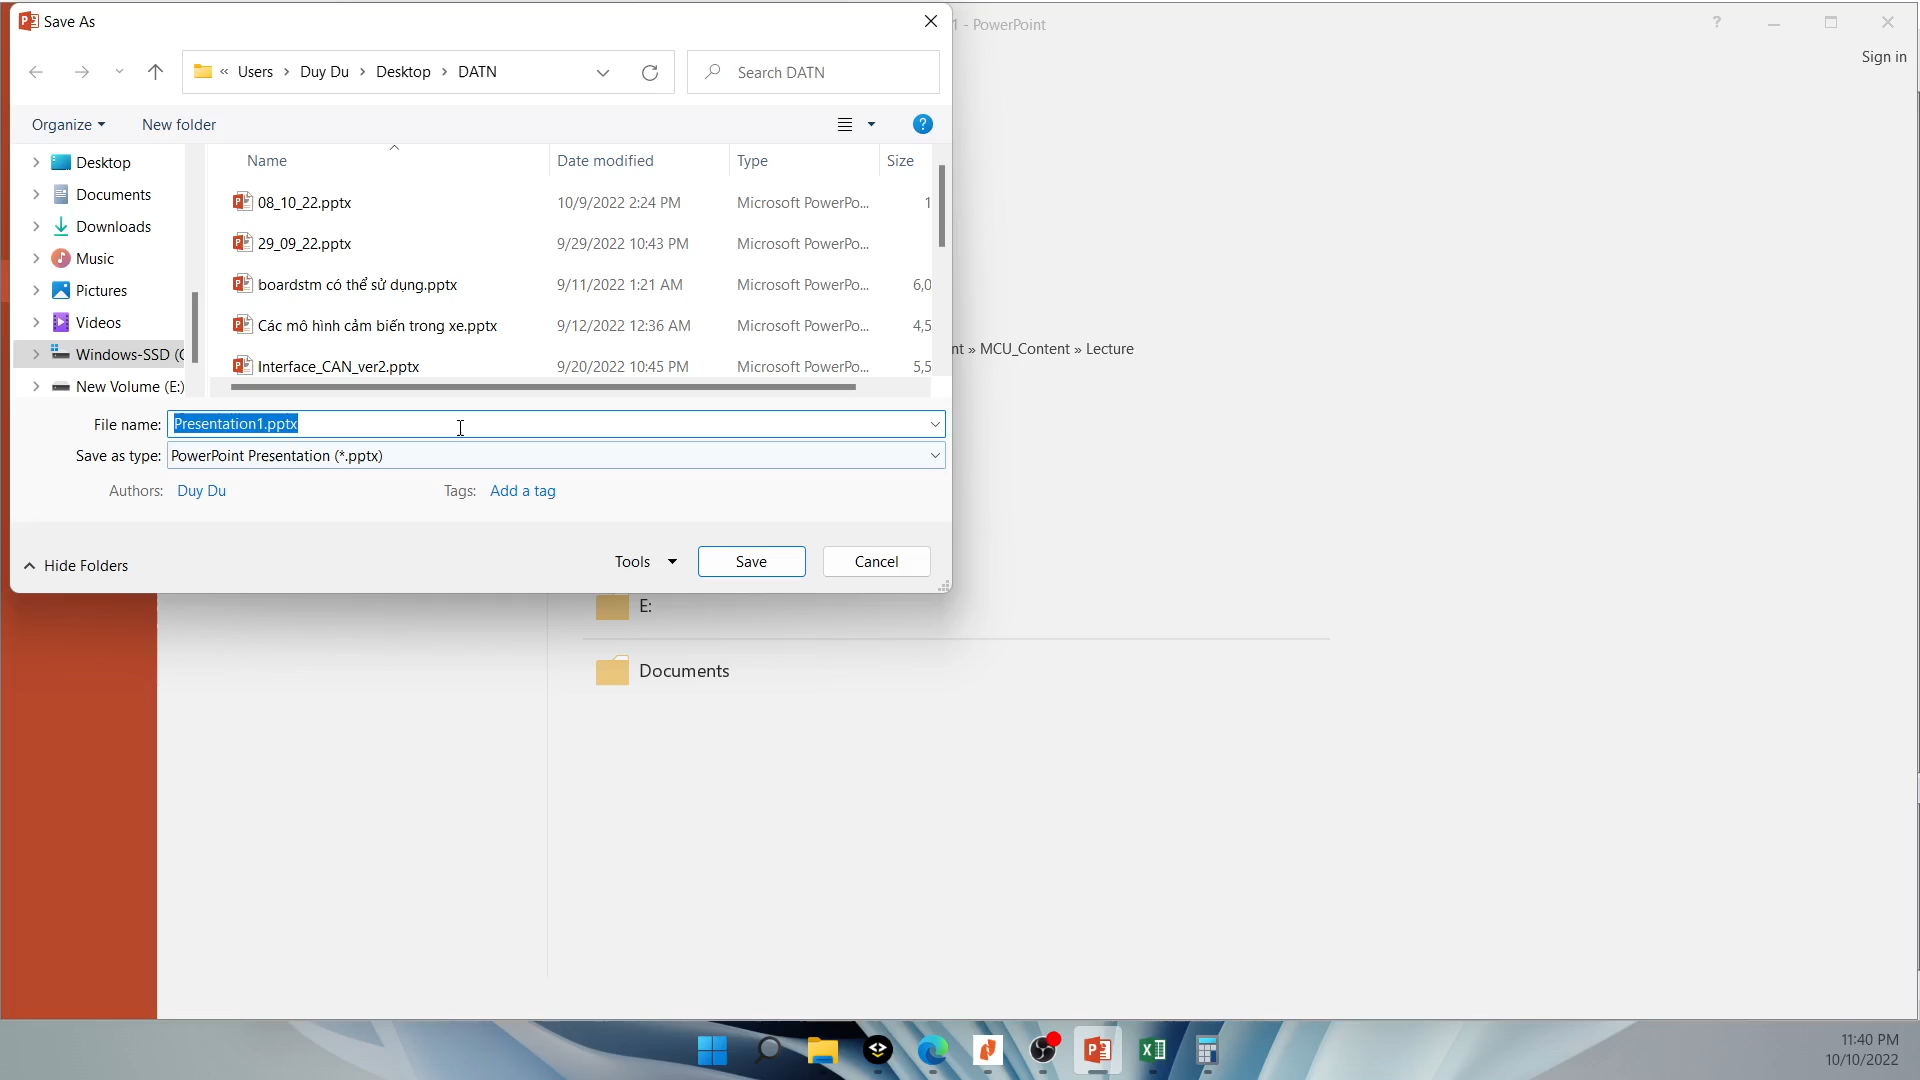 Save As
1 - PowerPoint
?
Sign in
« Users > Duy Du > Desktop > DATN
Search DATN
Organize
New folder
?
Desktop
Documents
Downloads
Music
Pictures
Videos
Windows-SSD (C
New Volume (E:)
Name Date modified Type Size
08_10_22.pptx 10/9/2022 2:24 PM Microsoft PowerPo... 1
29_09_22.pptx 9/29/2022 10:43 PM Microsoft PowerPo...
boardstm có thể sử dụng.pptx 9/11/2022 1:21 AM Microsoft PowerPo... 6,0
Các mô hình cảm biến trong xe.pptx 9/12/2022 12:36 AM Microsoft PowerPo... 4,5
Interface_CAN_ver2.pptx 9/20/2022 10:45 PM Microsoft PowerPo... 5,5
nt » MCU_Content » Lecture
File name: Presentation1.pptx
Save as type: PowerPoint Presentation (*.pptx)
Authors: Duy Du Tags: Add a tag
Hide Folders
Tools
Save
Cancel
E:
Documents
11:40 PM
10/10/2022